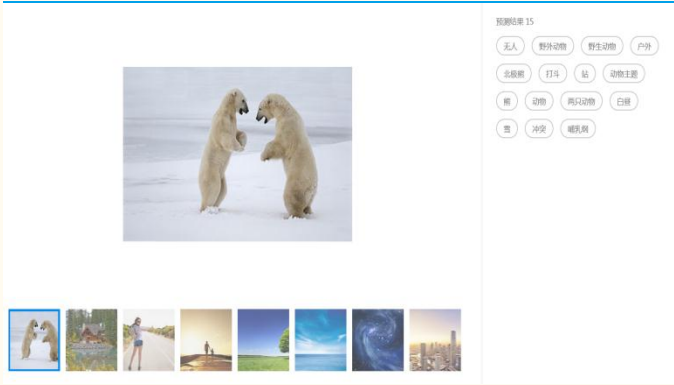 预测结果 15
无人 野外动物 野生动物 户外
北极熊 打斗 站 动物主题
熊 动物 两只动物 白昼
雪 冲突 哺乳纲